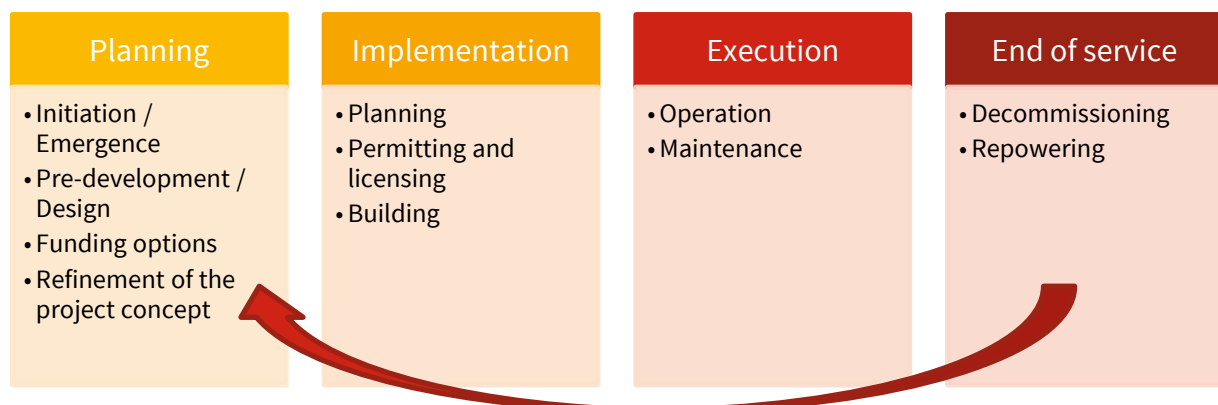 Planning
• Initiation /
Emergence
• Pre-development /
Design
• Funding options
• Refinement of the
project concept
Implementation
• Planning
• Permitting and
licensing
• Building
Execution
• Operation
• Maintenance
End of service
• Decommissioning
• Repowering